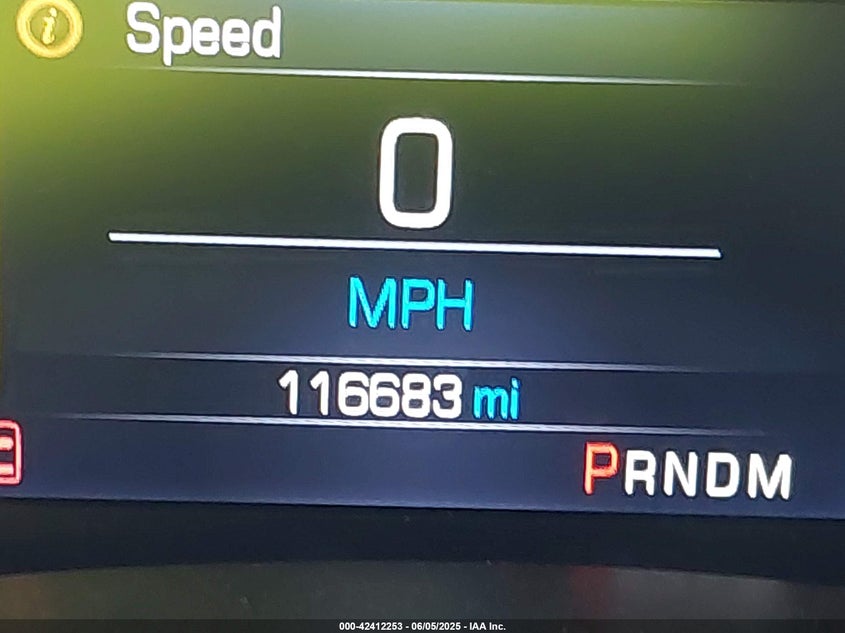 Speed
0
MPH
116683 mi
PRNDM
000-42412253 - 06/05/2025 - IAA Inc.